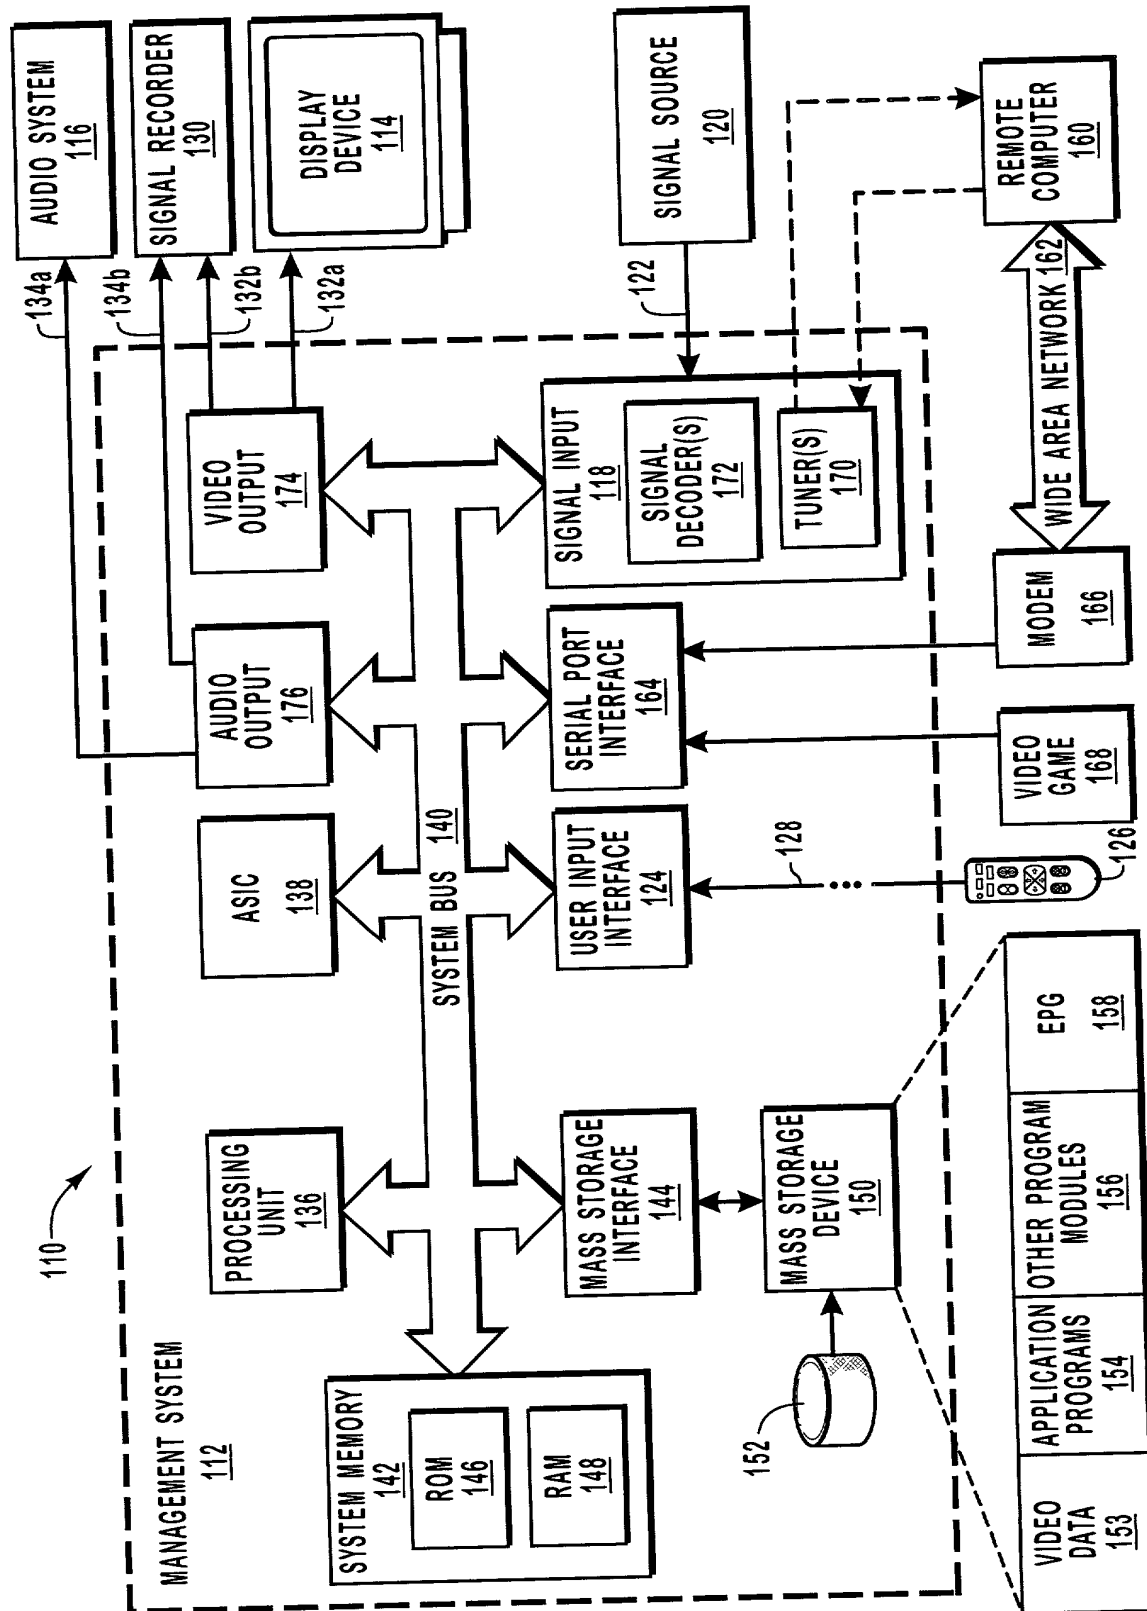 110
MANAGEMENT SYSTEM
112
AUDIO SYSTEM
116
SIGNAL RECORDER
130
DISPLAY
DEVICE
114
134a
134b
132b
132a
PROCESSING
UNIT
136
ASIC
138
AUDIO
OUTPUT
176
VIDEO
OUTPUT
174
SYSTEM MEMORY
142
ROM
146
RAM
148
SYSTEM BUS 140
MASS STORAGE
INTERFACE
144
USER INPUT
INTERFACE
124
SERIAL PORT
INTERFACE
164
SIGNAL INPUT
118
SIGNAL
DECODER(S)
172
TUNER(S)
170
122
SIGNAL SOURCE
120
152
MASS STORAGE
DEVICE
150
128
126
VIDEO
GAME
168
MODEM
166
WIDE AREA NETWORK 162
REMOTE
COMPUTER
160
VIDEO
DATA
153
APPLICATION
PROGRAMS
154
OTHER PROGRAM
MODULES
156
EPG
158